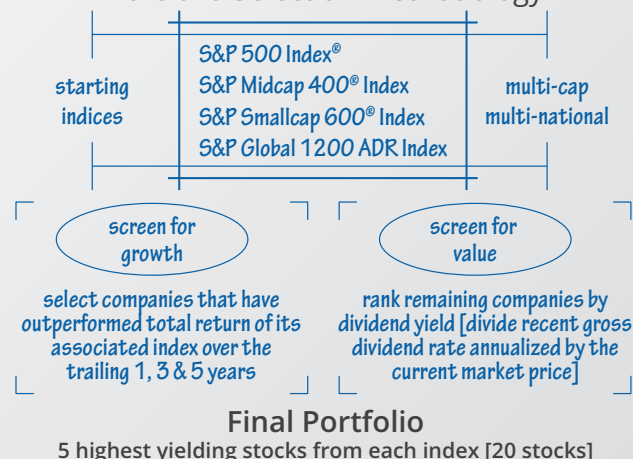 S&P 500 Index®
S&P Midcap 400® Index
S&P Smallcap 600® Index
S&P Global 1200 ADR Index
starting
indices
multi-cap
multi-national
screen for
growth
select companies that have
outperformed total return of its
associated index over the
trailing 1, 3 & 5 years
screen for
value
rank remaining companies by
dividend yield [divide recent gross
dividend rate annualized by the
current market price]
Final Portfolio
5 highest yielding stocks from each index [20 stocks]